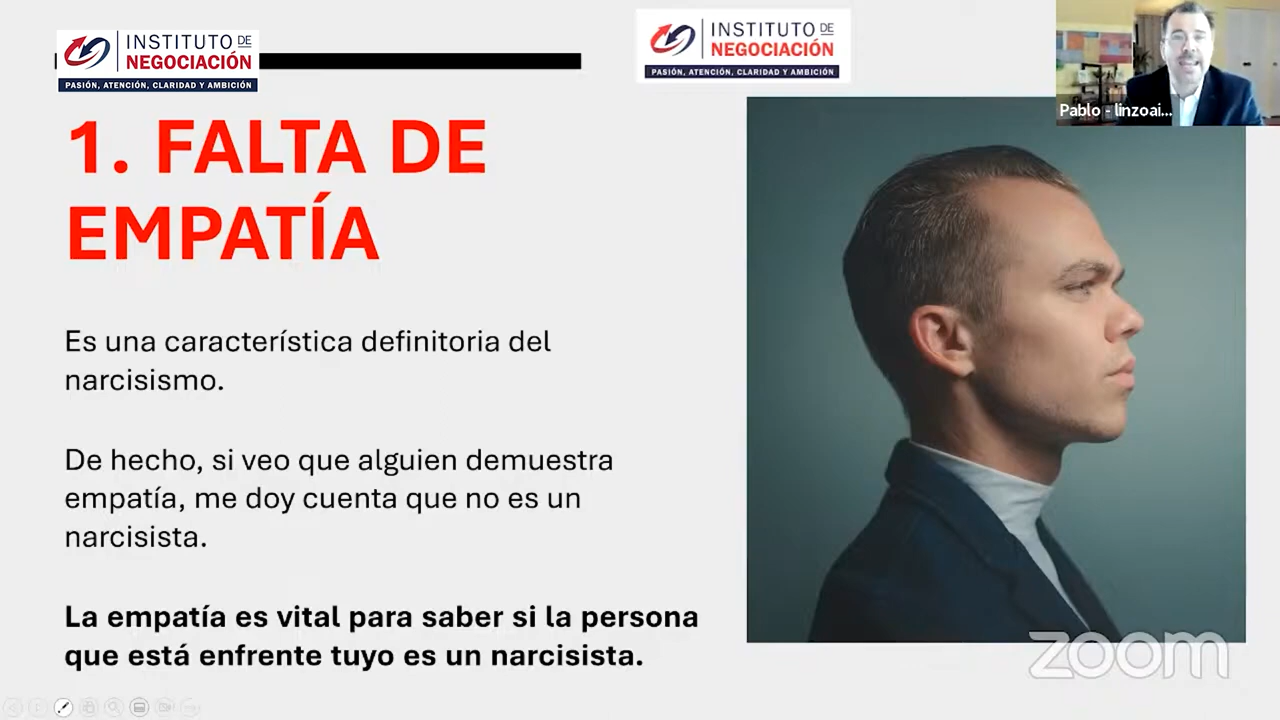 INSTITUTO DE
NEGOCIACIÓN
PASIÓN, ATENCIÓN, CLARIDAD Y AMBICIÓN
INSTITUTO DE
NEGOCIACIÓN
PASIÓN, ATENCIÓN, CLARIDAD Y AMBICIÓN
Pablo - linzoai...
1. FALTA DE
EMPATÍA
Es una característica definitoria del
narcisismo.
De hecho, si veo que alguien demuestra
empatía, me doy cuenta que no es un
narcisista.
La empatía es vital para saber si la persona
que está enfrente tuyo es un narcisista.
zoom